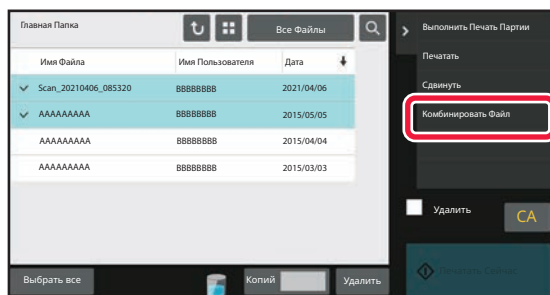 Главная Папка
Все Файлы
Имя Файла Имя Пользователя Дата
Scan_20210406_085320 BBBBBBBB 2021/04/06
AAAAAAAAA BBBBBBBB 2015/05/05
AAAAAAAAA BBBBBBBB 2015/04/04
AAAAAAAAA BBBBBBBB 2015/03/03
Выбрать все
Копий
Удалить
Выполнить Печать Партии
Печатать
Сдвинуть
Комбинировать Файл
Удалить
CA
Печатать Сейчас